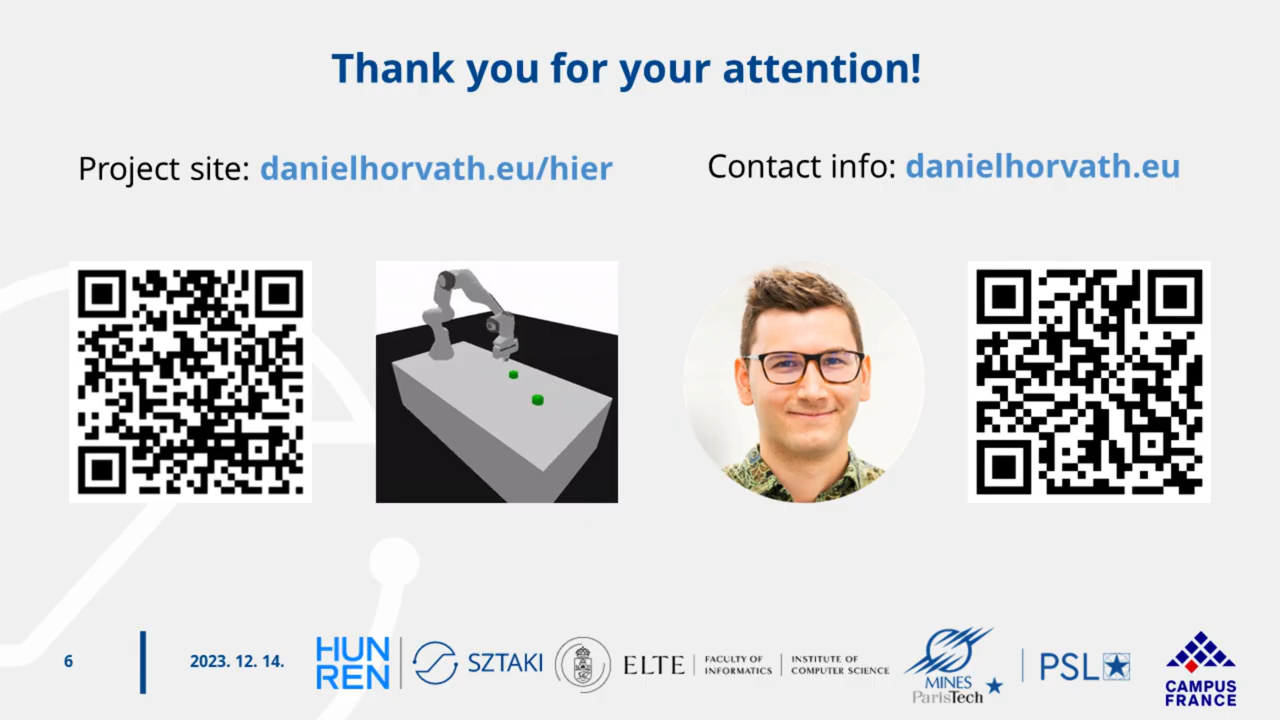 Thank you for your attention!
Project site: danielhorvath.eu/hier
Contact info: danielhorvath.eu
6
2023. 12. 14.
HUN
REN
SZTAKI
ELTE
FACULTY OF
INFORMATICS
INSTITUTE OF
COMPUTER SCIENCE
MINES
ParisTech
PSL
CAMPUS
FRANCE